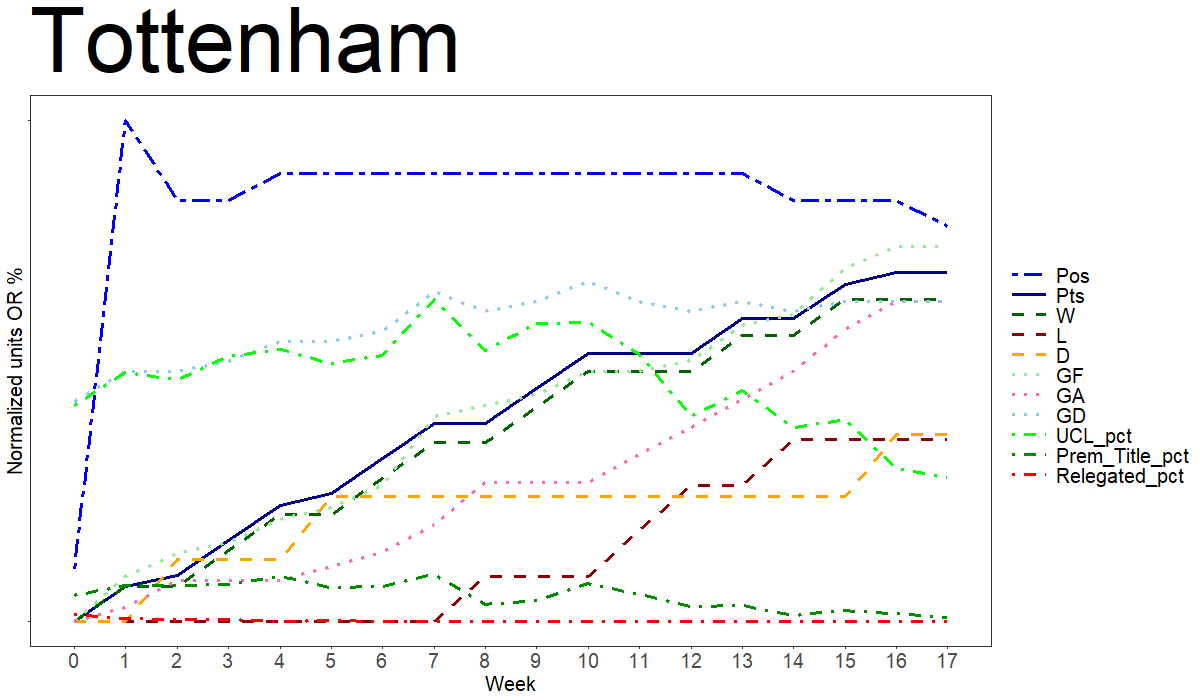 Tottenham
Normalized units OR %
0 1 2 3 4 5 6 7 8 9 10 11 12 13 14 15 16 17
Week
Pos
Pts
W
L
D
GF
GA
GD
UCL_pct
Prem_Title_pct
Relegated_pct